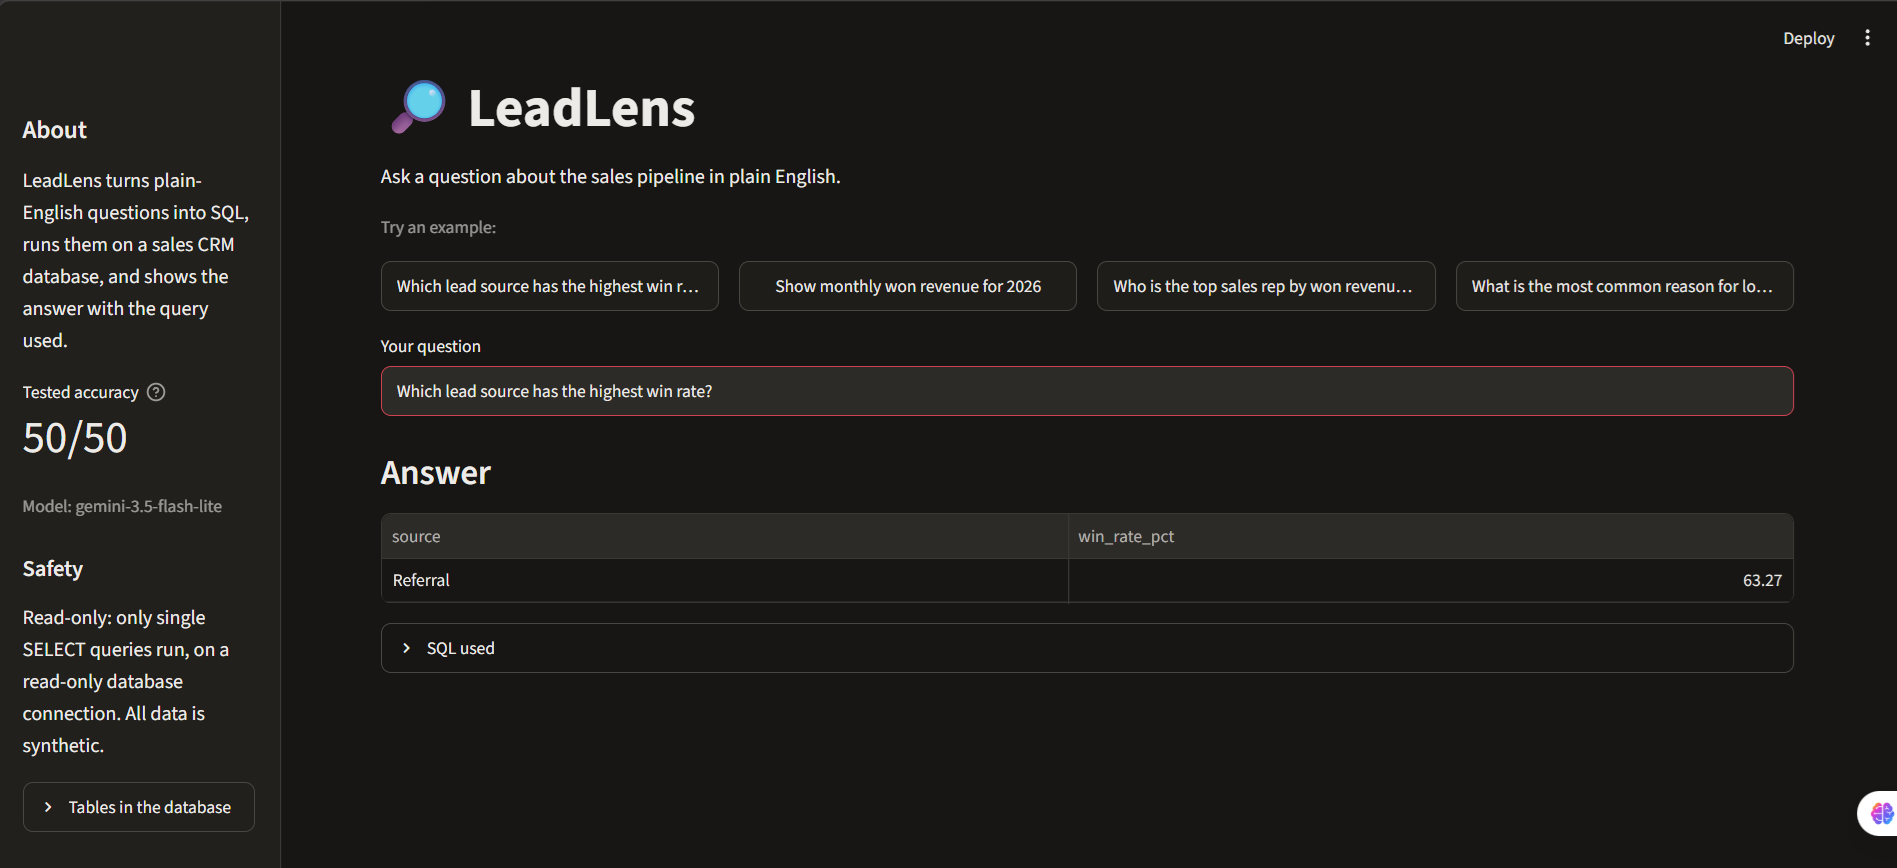 Deploy
About
LeadLens turns plain-
English questions into SQL,
runs them on a sales CRM
database, and shows the
answer with the query
used.
Tested accuracy
50/50
Model: gemini-3.5-flash-lite
Safety
Read-only: only single
SELECT queries run, on a
read-only database
connection. All data is
synthetic.
Tables in the database
LeadLens
Ask a question about the sales pipeline in plain English.
Try an example:
Which lead source has the highest win r...
Show monthly won revenue for 2026
Who is the top sales rep by won revenu...
What is the most common reason for lo...
Your question
Which lead source has the highest win rate?
Answer
source win_rate_pct
Referral 63.27
SQL used